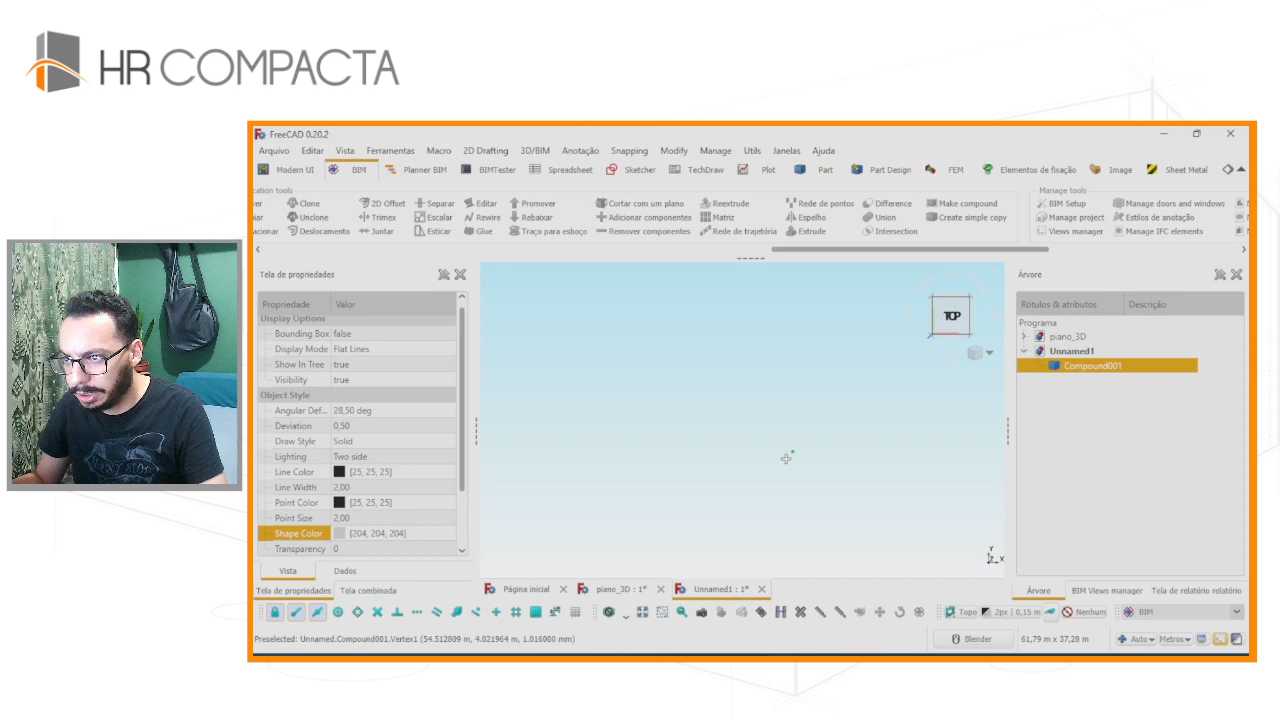 HR COMPACTA
FreeCAD 0.20.2
Arquivo Editar Vista Ferramentas Macro 2D Drafting 3D/BIM Anotação Snapping Modify Manage Utils Janelas Ajuda
Modern UI BIM Planner BIM BIMTester Spreadsheet Sketcher TechDraw Plot Part Part Design FEM Elementos de fixação Image Sheet Metal
cation tools Manage tools
ver Clone 2D Offset Separar Editar Promover Cortar com um plano Reextrude Rede de pontos Difference Make compound BIM Setup Manage doors and windows
iar Unclone Trimex Escalar Rewire Rebaixar Adicionar componentes Matriz Espelho Union Create simple copy Manage project Estilos de anotação
acionar Deslocamento Juntar Esticar Glue Traço para esboço Remover componentes Rede de trajetória Extrude Intersection Views manager Manage IFC elements
Tela de propriedades
Propriedade Valor
Display Options
Bounding Box false
Display Mode Flat Lines
Show In Tree true
Visibility true
Object Style
Angular Def... 28,50 deg
Deviation 0,50
Draw Style Solid
Lighting Two side
Line Color [25, 25, 25]
Line Width 2,00
Point Color [25, 25, 25]
Point Size 2,00
Shape Color [204, 204, 204]
Transparency 0
Vista Dados
Tela de propriedades Tela combinada
TOP
Y
Z X
Árvore
Rótulos & atributos Descrição
Programa
piano_3D
Unnamed1
Compound001
Página inicial piano_3D : 1* Unnamed1 : 1*
Árvore BIM Views manager Tela de relatório relatório
Topo 2px | 0,15 m Nenhum BIM
Preselected: Unnamed.Compound001.Vertex1 (54.512809 m, 4.021964 m, 1.016000 mm) Blender 61,79 m x 37,28 m Auto Metros